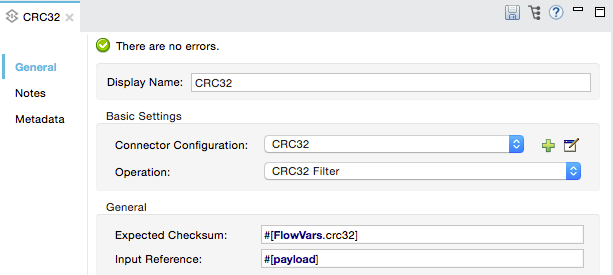 CRC32
There are no errors.
General
Notes
Metadata
Display Name: CRC32
Basic Settings
Connector Configuration: CRC32
Operation: CRC32 Filter
General
Expected Checksum: #[FlowVars.crc32]
Input Reference: #[payload]